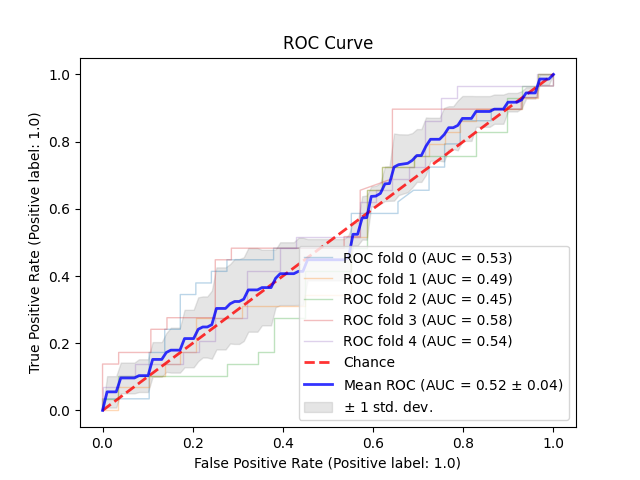 ROC Curve
True Positive Rate (Positive label: 1.0)
1.0
0.8
0.6
0.4
0.2
0.0
ROC fold 0 (AUC = 0.53)
ROC fold 1 (AUC = 0.49)
ROC fold 2 (AUC = 0.45)
ROC fold 3 (AUC = 0.58)
ROC fold 4 (AUC = 0.54)
Chance
Mean ROC (AUC = 0.52 ± 0.04)
± 1 std. dev.
0.0 0.2 0.4 0.6 0.8 1.0
False Positive Rate (Positive label: 1.0)